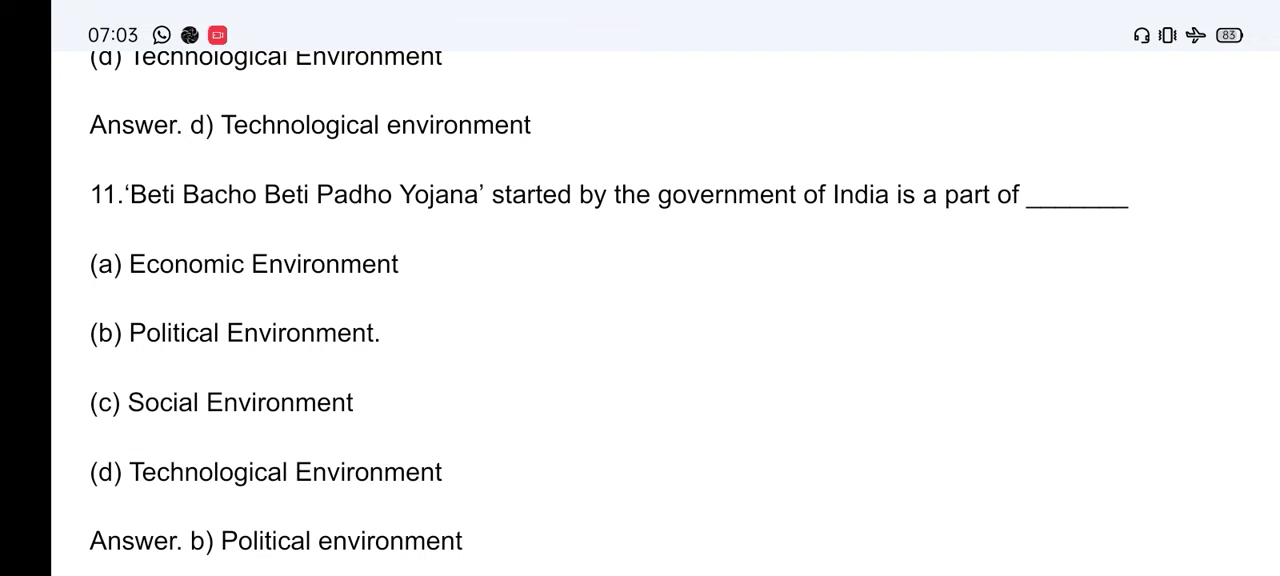 07:03
83
(d) Technological Environment
Answer. d) Technological environment
11.‘Beti Bacho Beti Padho Yojana’ started by the government of India is a part of _______
(a) Economic Environment
(b) Political Environment.
(c) Social Environment
(d) Technological Environment
Answer. b) Political environment